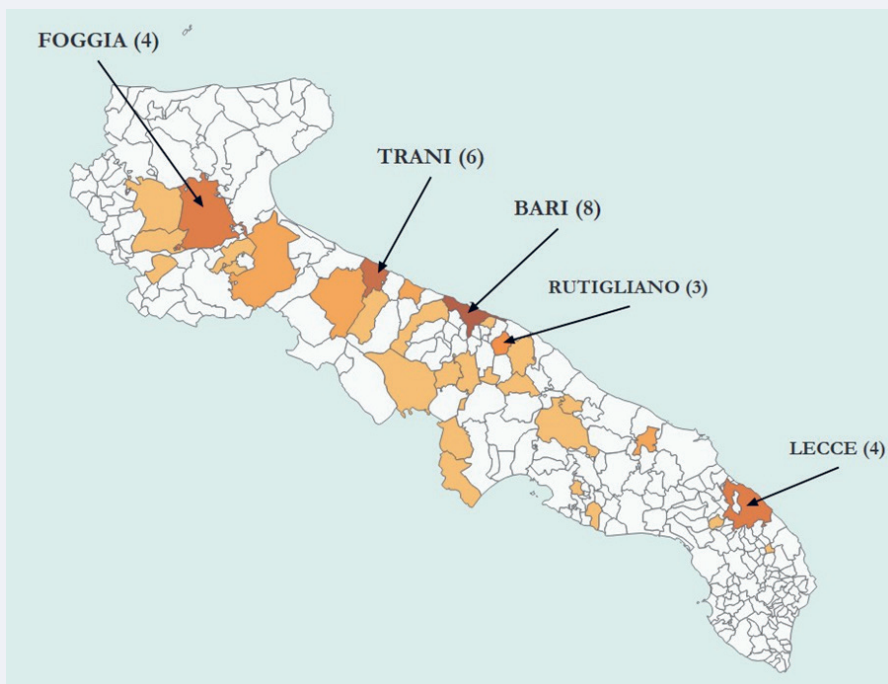 FOGGIA (4)
TRANI (6)
BARI (8)
RUTIGLIANO (3)
LECCE (4)